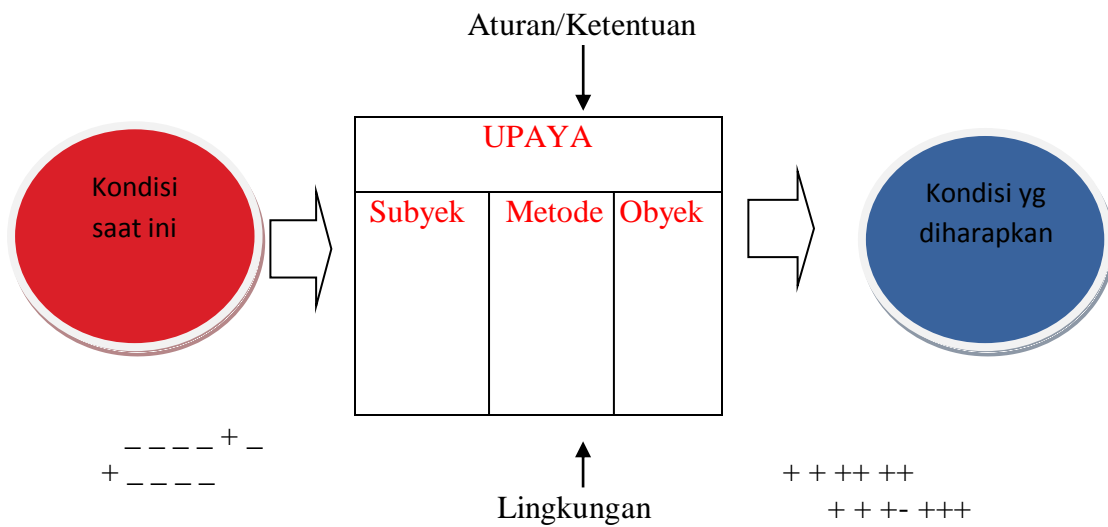 Aturan/Ketentuan
UPAYA
Subyek
Metode
Obyek
Kondisi
saat ini
Kondisi yg
diharapkan
_ _ _ _ + _
+ _ _ _ _
+ + ++ ++
+ + +- +++
Lingkungan